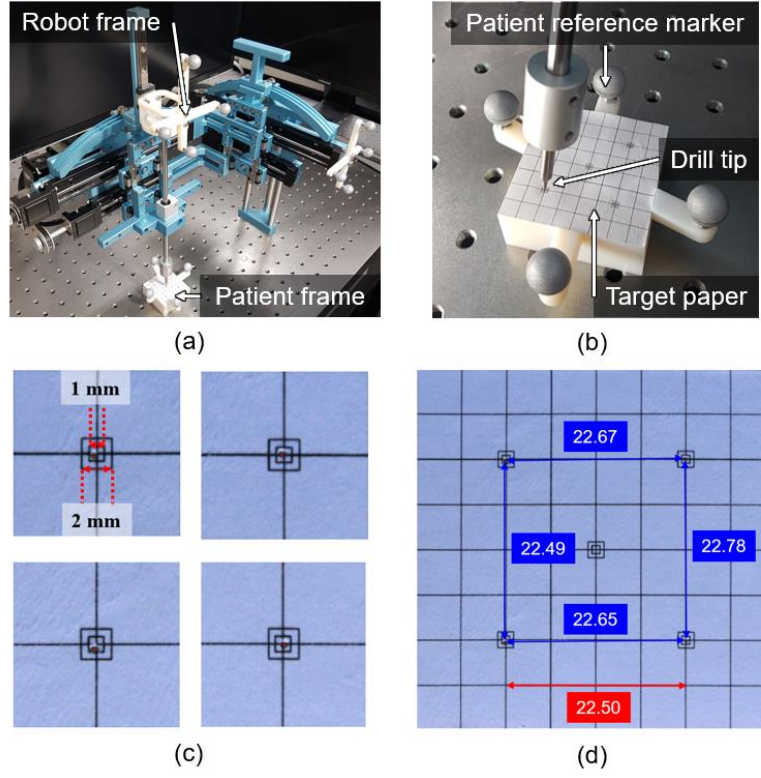 Robot frame
Patient frame
(a)
Patient reference marker
Drill tip
Target paper
(b)
1 mm
2 mm
(c)
22.67
22.49
22.78
22.65
22.50
(d)